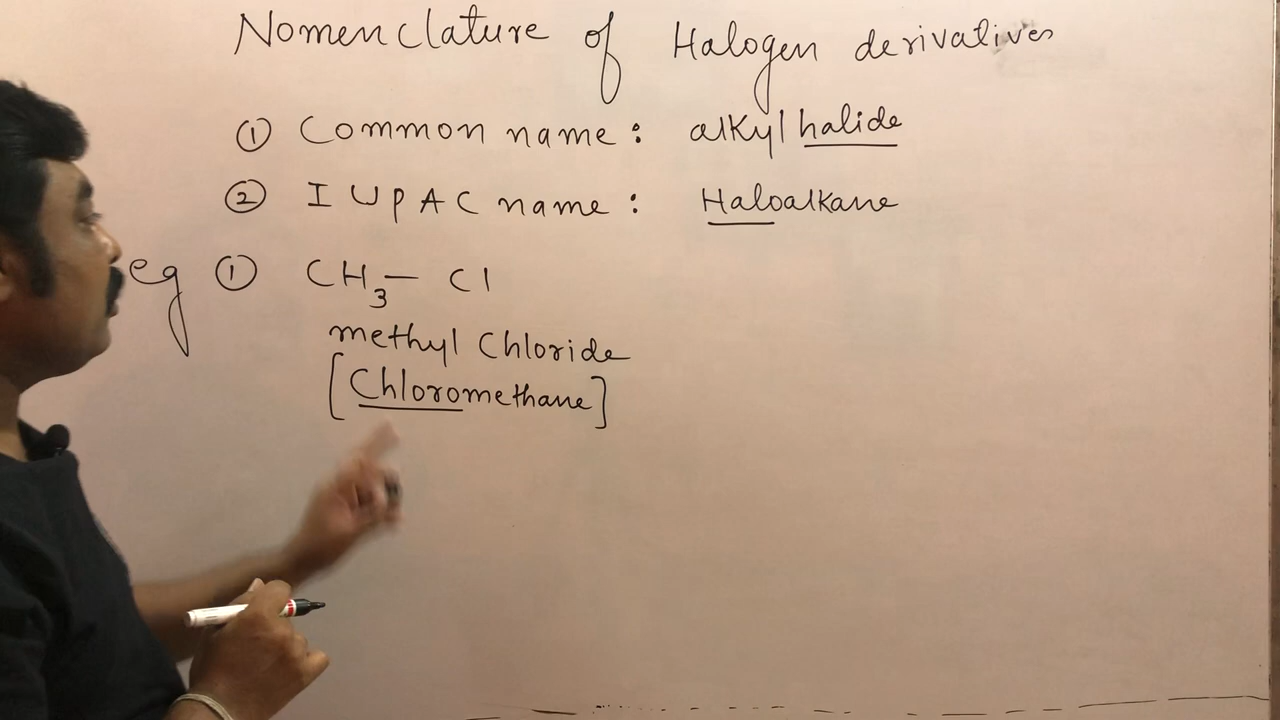 Nomenclature of Halogen derivatives
① Common name : alkyl halide
② IUPAC name : Haloalkane
eg ① CH₃— Cl
methyl Chloride
[Chloromethane]